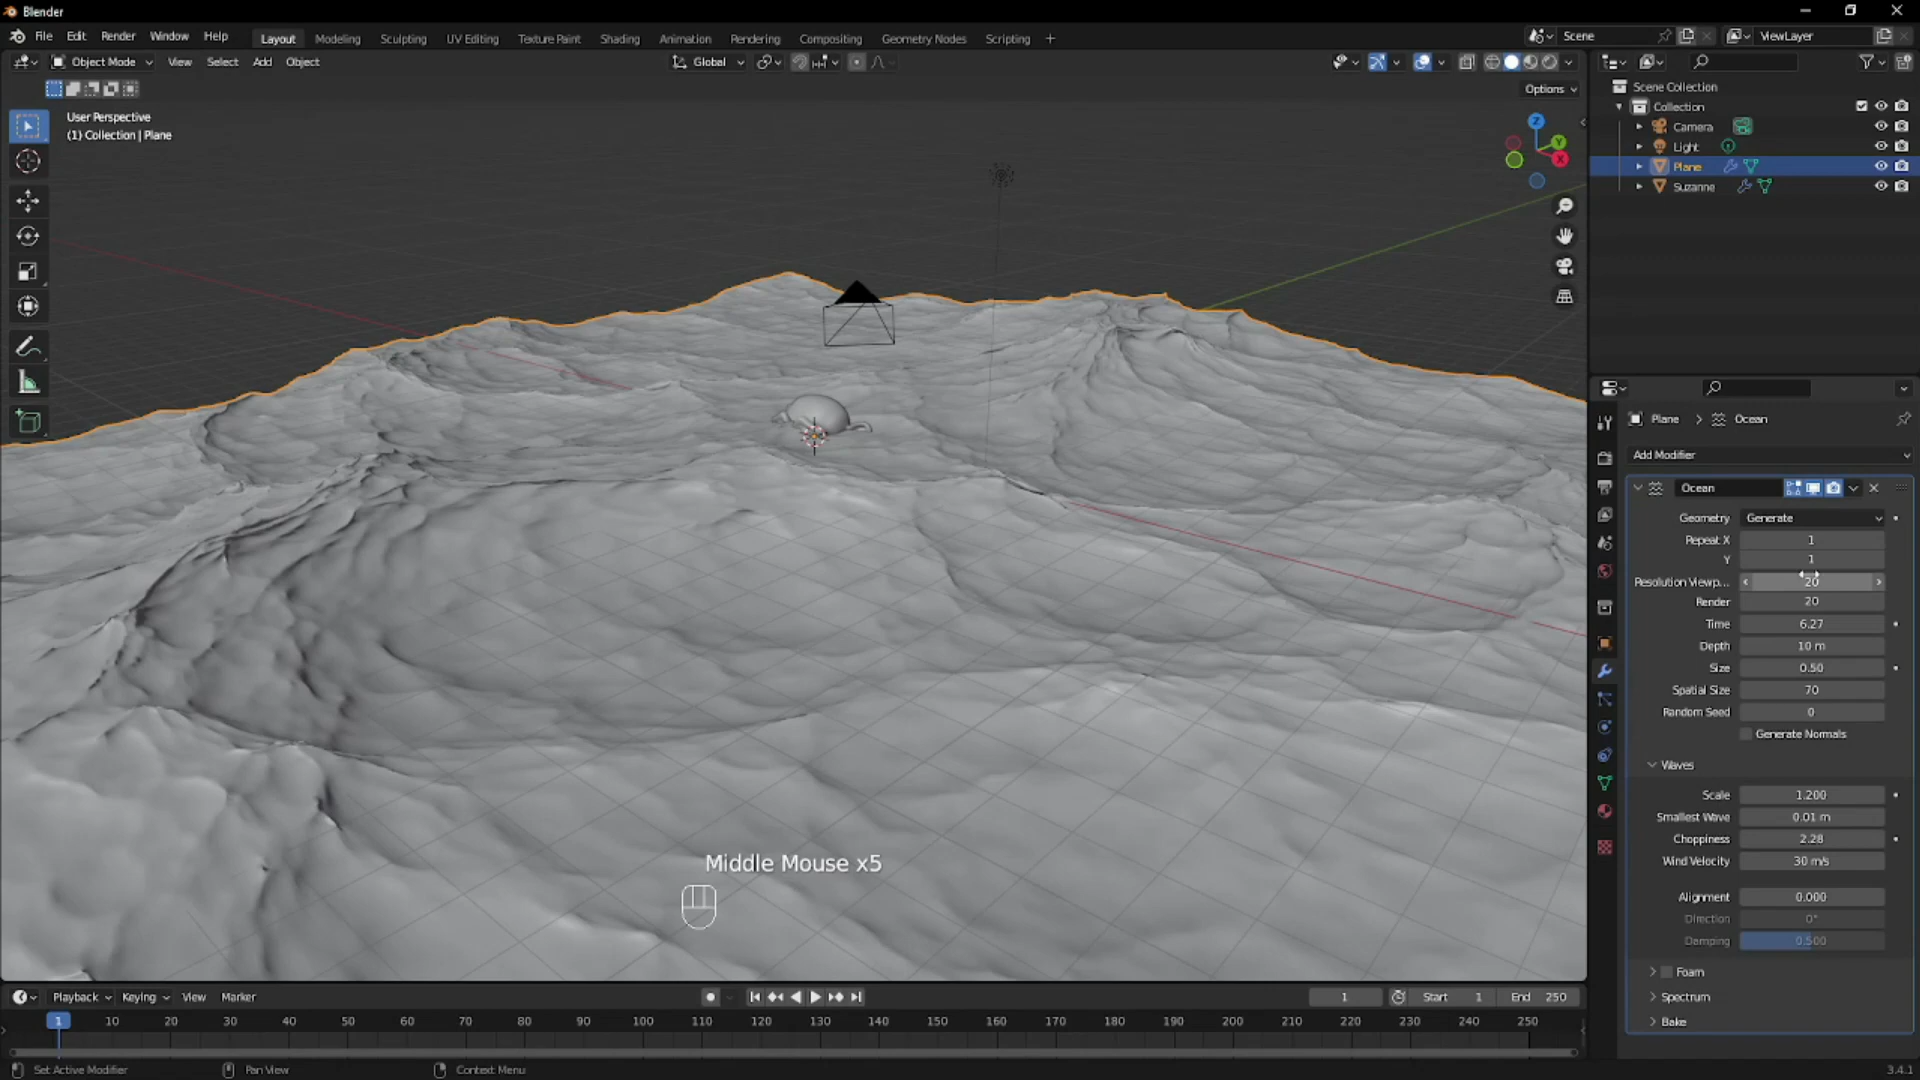 Blender
File Edit Render Window Help
Layout Modeling Sculpting UV Editing Texture Paint Shading Animation Rendering Compositing Geometry Nodes Scripting +
Scene
ViewLayer
Object Mode View Select Add Object
Global
Options
User Perspective
(1) Collection | Plane
Z
Y
X
Scene Collection
Collection
Camera
Light
Plane
Suzanne
Plane > Ocean
Add Modifier
Ocean
Geometry Generate
Repeat X 1
Y 1
Resolution Viewp... 20
Render 20
Time 6.27
Depth 10 m
Size 0.50
Spatial Size 70
Random Seed 0
Generate Normals
Waves
Scale 1.200
Smallest Wave 0.01 m
Choppiness 2.28
Wind Velocity 30 m/s
Alignment 0.000
Direction 0°
Damping 0.500
Foam
Spectrum
Bake
Middle Mouse x5
Playback Keying View Marker
1 Start 1 End 250
1 10 20 30 40 50 60 70 80 90 100 110 120 130 140 150 160 170 180 190 200 210 220 230 240 250
Set Active Modifier Pan View Context Menu
3.4.1